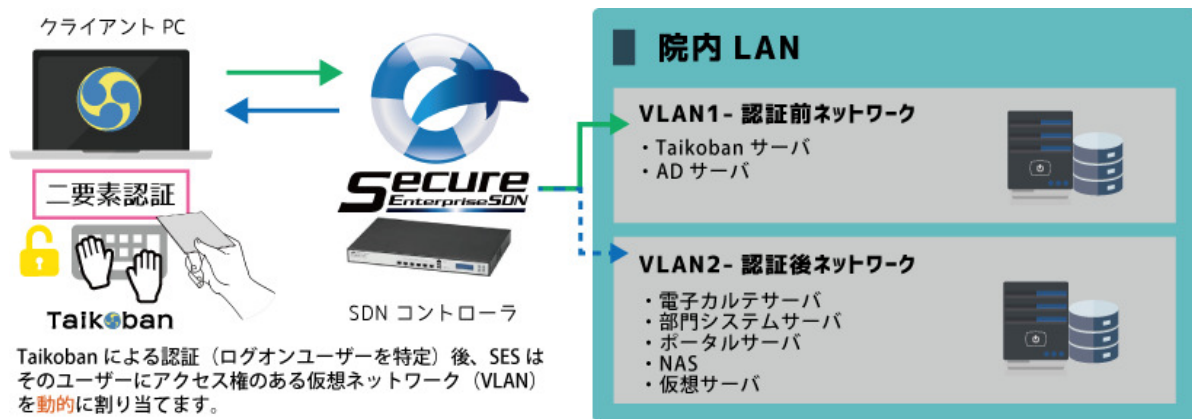 クライアント PC
二要素認証
Taikoban
Secure
EnterpriseSDN
SDN コントローラ
Taikoban による認証（ログオンユーザーを特定）後、SES は
そのユーザーにアクセス権のある仮想ネットワーク（VLAN）
を動的に割り当てます。
院内 LAN
VLAN1- 認証前ネットワーク
・Taikoban サーバ
・AD サーバ
VLAN2- 認証後ネットワーク
・電子カルテサーバ
・部門システムサーバ
・ポータルサーバ
・NAS
・仮想サーバ